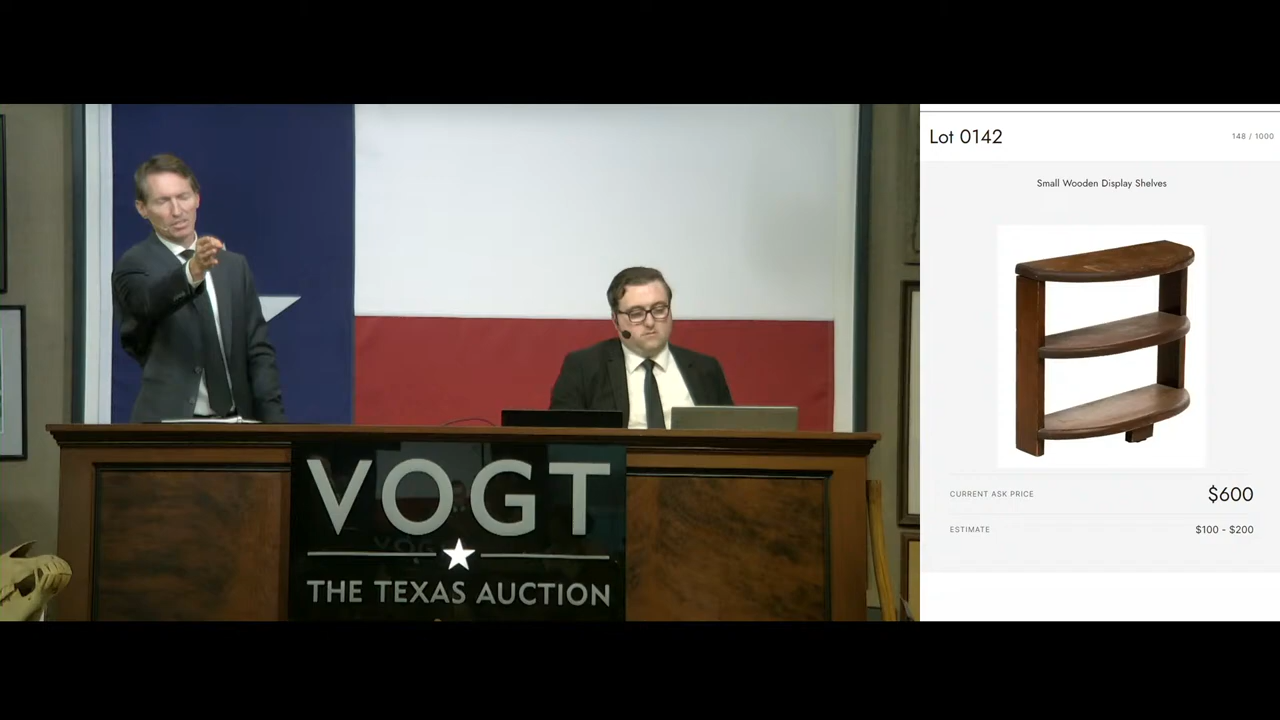 VOGT
THE TEXAS AUCTION
Lot 0142
148 / 1000
Small Wooden Display Shelves
CURRENT ASK PRICE
$600
ESTIMATE
$100 - $200